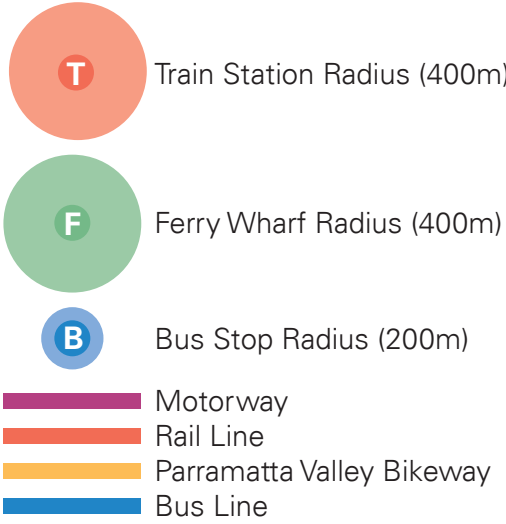 T Train Station Radius (400m)
F Ferry Wharf Radius (400m)
B Bus Stop Radius (200m)
Motorway
Rail Line
Parramatta Valley Bikeway
Bus Line